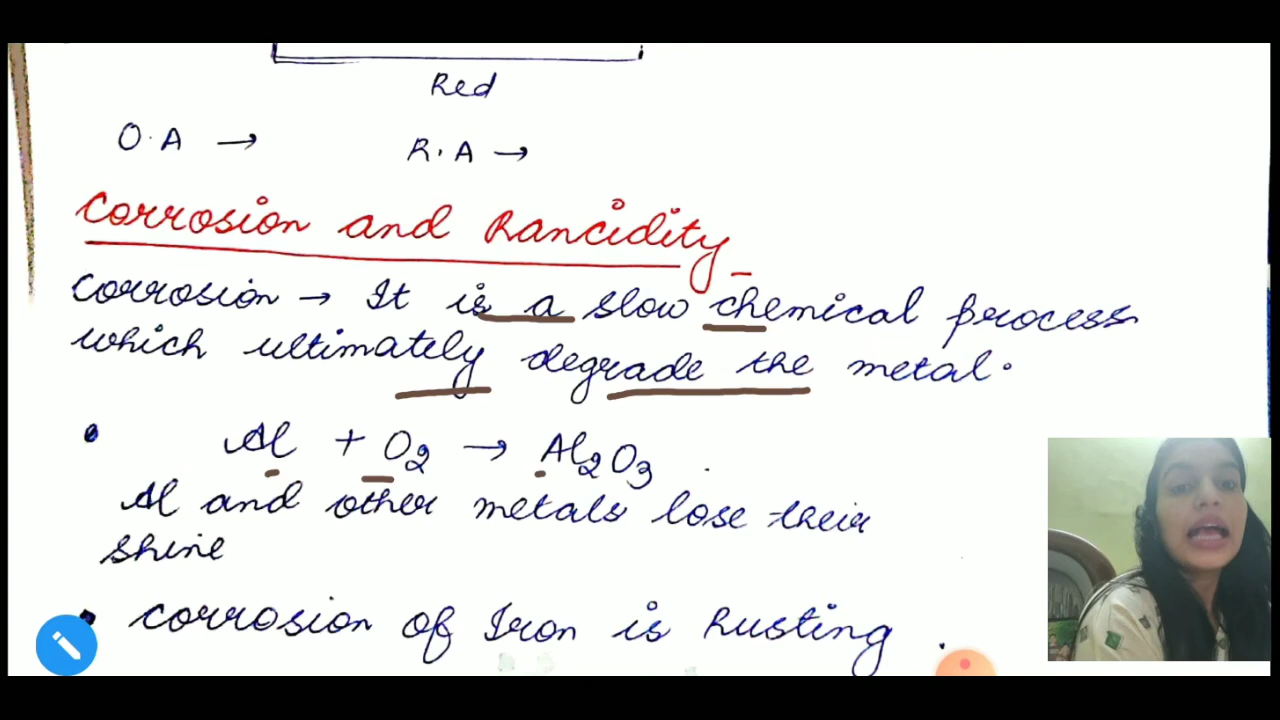 Red
O.A → R.A →
Corrosion and Rancidity
Corrosion → It is a slow chemical process
which ultimately degrade the metal.
• Al + O₂ → Al₂O₃
Al and other metals lose their
shine
• Corrosion of Iron is Rusting .